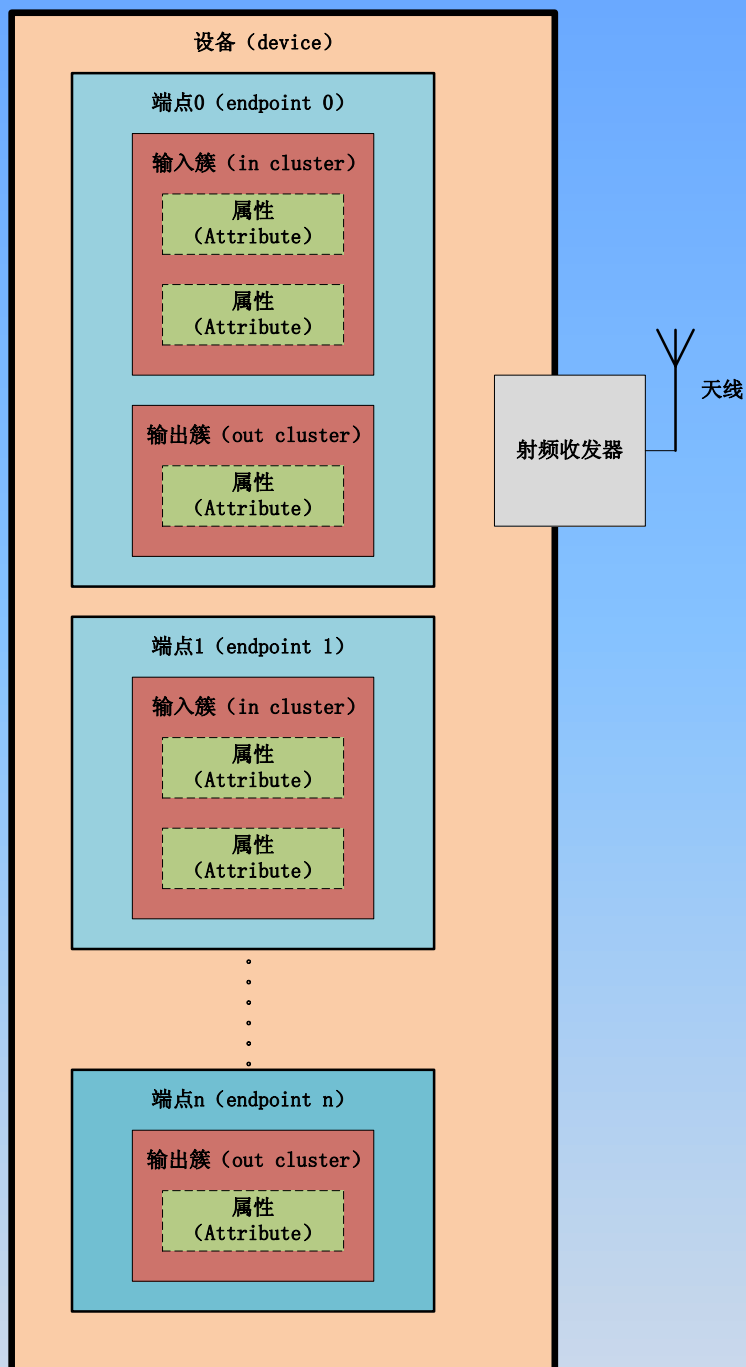 设备（device）
端点0（endpoint 0）
输入簇（in cluster）
属性
（Attribute）
属性
（Attribute）
输出簇（out cluster）
属性
（Attribute）
射频收发器
天线
端点1（endpoint 1）
输入簇（in cluster）
属性
（Attribute）
属性
（Attribute）
。
。
。
。
。
。
端点n（endpoint n）
输出簇（out cluster）
属性
（Attribute）